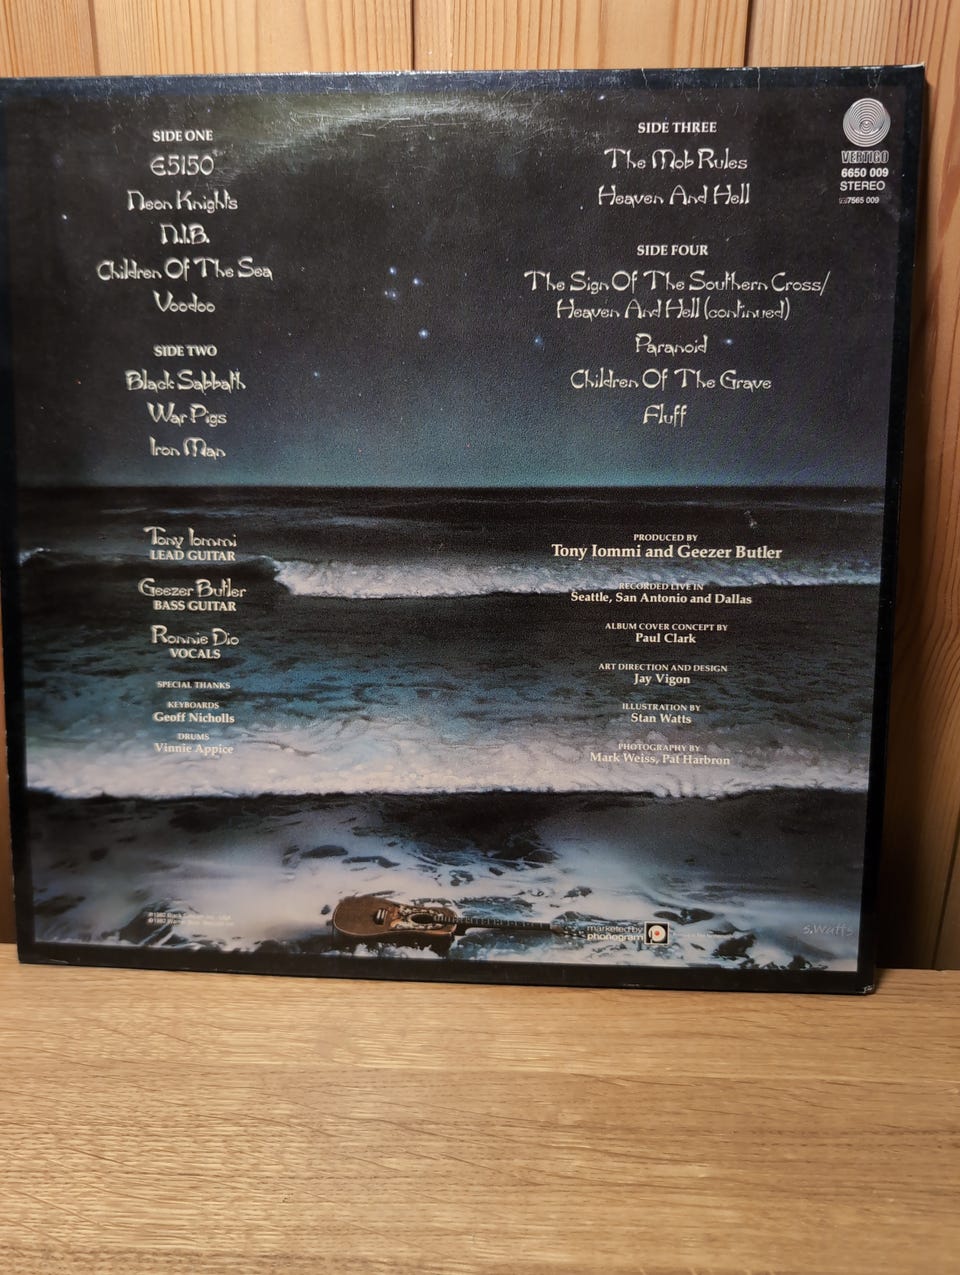 SIDE ONE
E5150
Neon Knights
N.I.B.
Children Of The Sea
Voodoo
SIDE TWO
Black Sabbath
War Pigs
Iron Man
SIDE THREE
The Mob Rules
Heaven And Hell
SIDE FOUR
The Sign Of The Southern Cross/
Heaven And Hell (continued)
Paranoid
Children Of The Grave
Fluff
VERTIGO
6650 009
STEREO
7565 009
Tony Iommi
LEAD GUITAR
Geezer Butler
BASS GUITAR
Ronnie Dio
VOCALS
SPECIAL THANKS
KEYBOARDS
Geoff Nicholls
DRUMS
Vinnie Appice
PRODUCED BY
Tony Iommi and Geezer Butler
RECORDED LIVE IN
Seattle, San Antonio and Dallas
ALBUM COVER CONCEPT BY
Paul Clark
ART DIRECTION AND DESIGN
Jay Vigon
ILLUSTRATION BY
Stan Watts
PHOTOGRAPHY BY
Mark Weiss, Pat Harbron
marketed by
phonogram
S.Watts